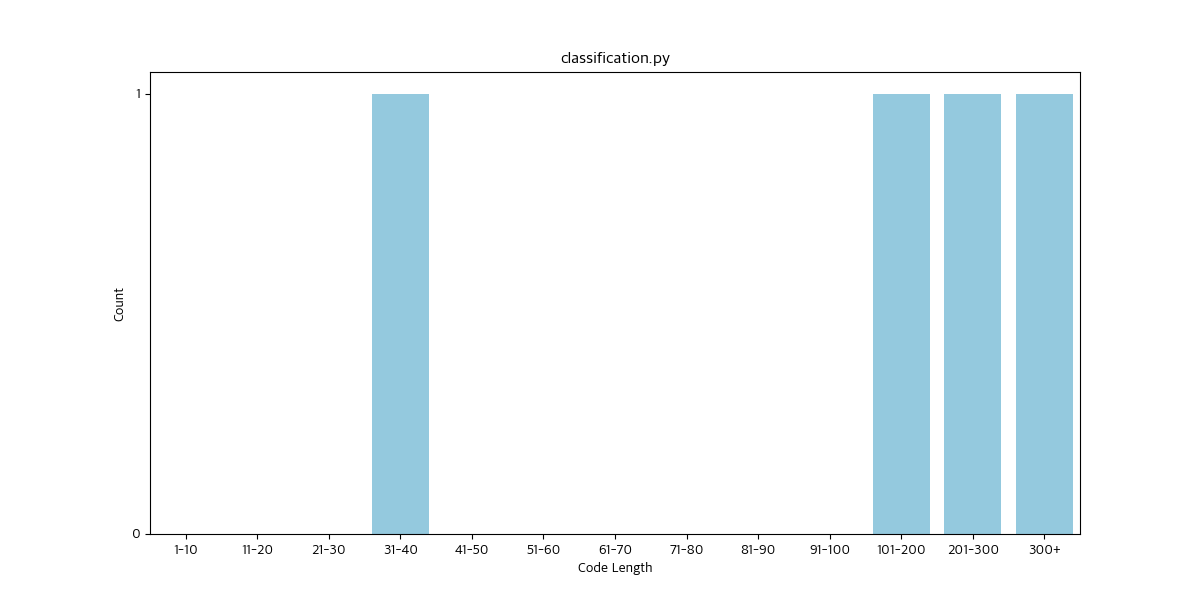 classification.py
1
Count
0
1-10 11-20 21-30 31-40 41-50 51-60 61-70 71-80 81-90 91-100 101-200 201-300 300+
Code Length